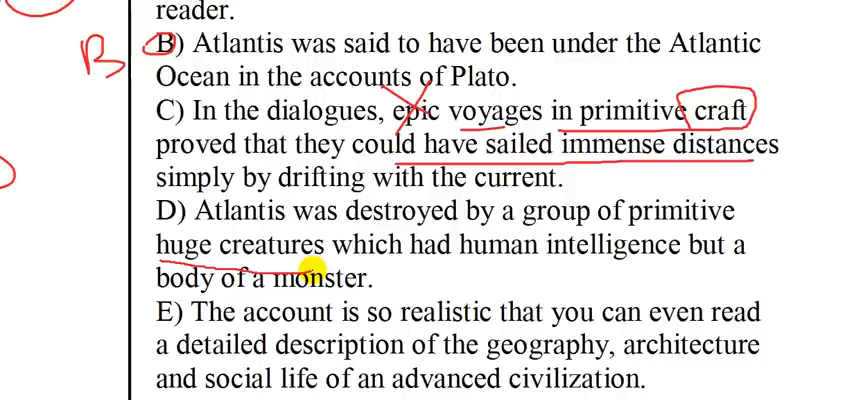 reader.
B) Atlantis was said to have been under the Atlantic
B
Ocean in the accounts of Plato.
C) In the dialogues, epic voyages in primitive craft
proved that they could have sailed immense distances
simply by drifting with the current.
D) Atlantis was destroyed by a group of primitive
huge creatures which had human intelligence but a
body of a monster.
E) The account is so realistic that you can even read
a detailed description of the geography, architecture
and social life of an advanced civilization.